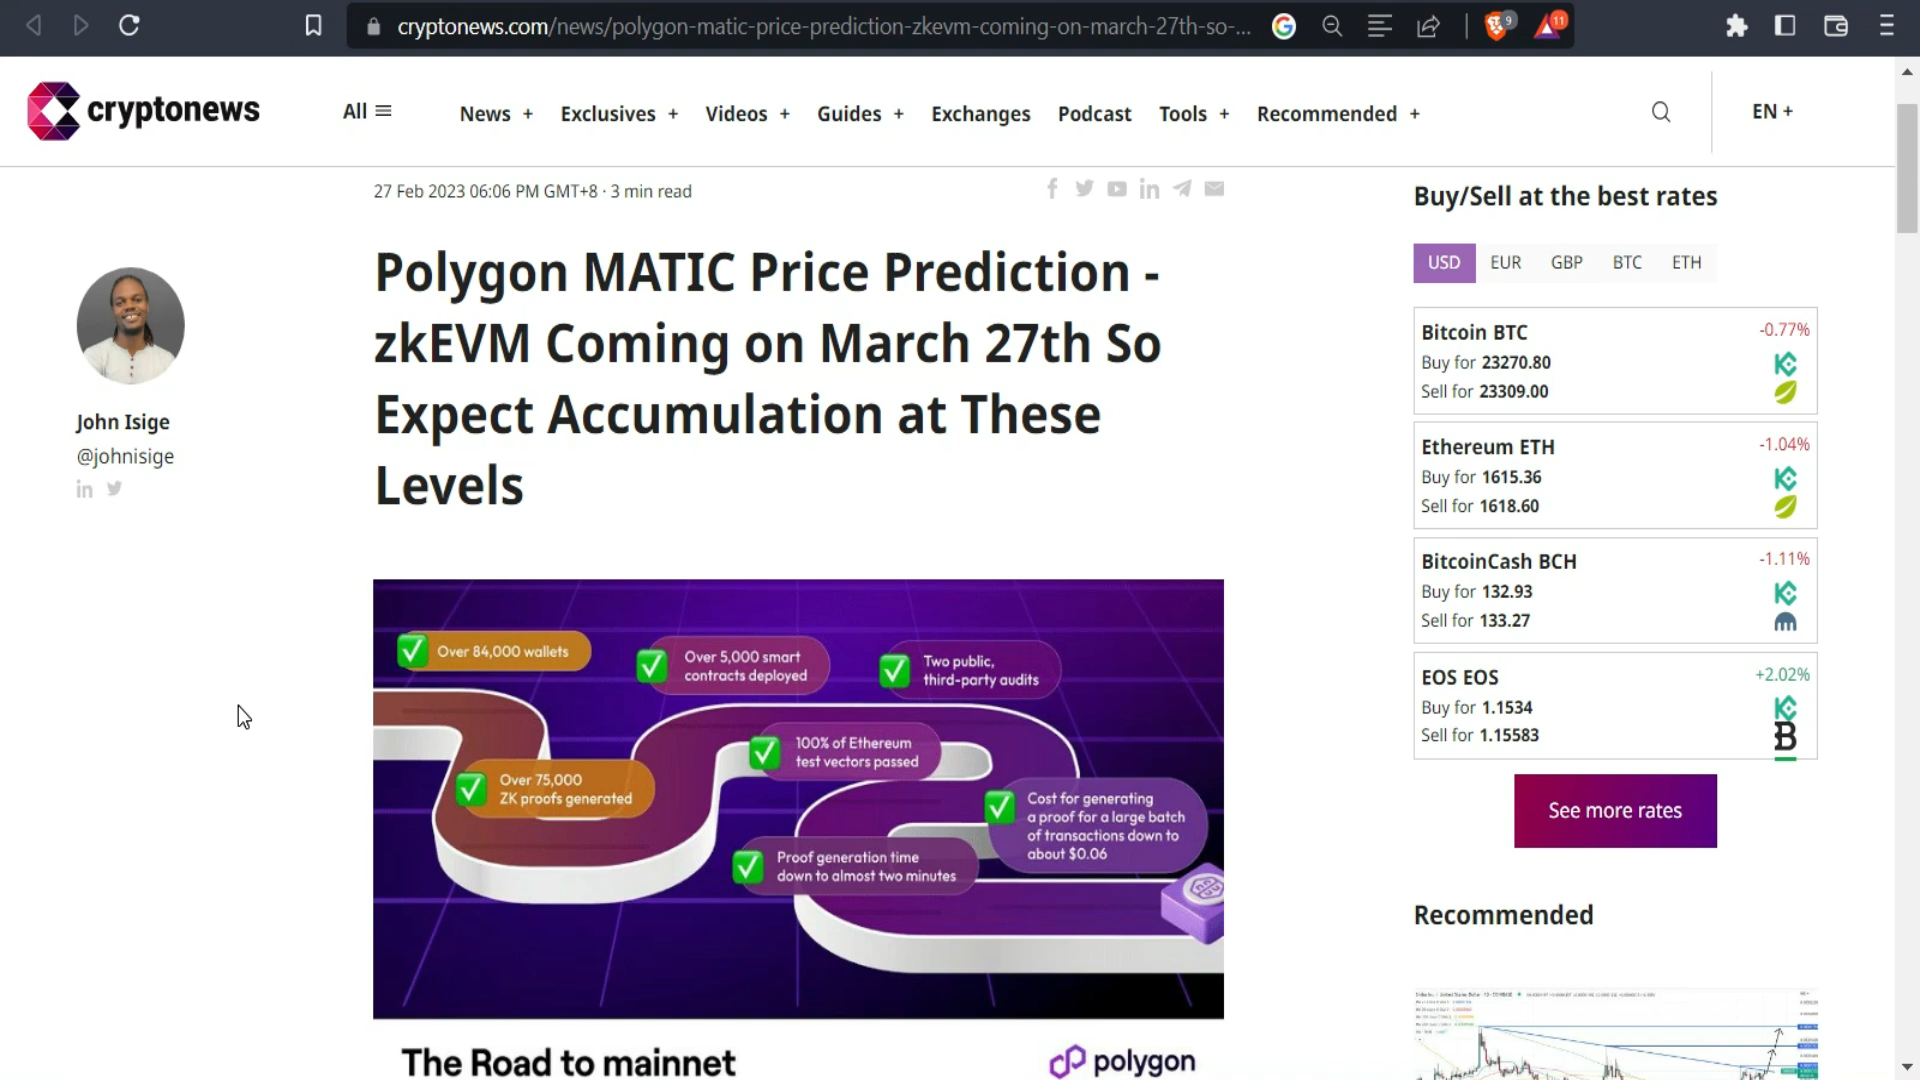 cryptonews.com/news/polygon-matic-price-prediction-zkevm-coming-on-march-27th-so-...
9
11
cryptonews
All
News +
Exclusives +
Videos +
Guides +
Exchanges
Podcast
Tools +
Recommended +
EN +
27 Feb 2023 06:06 PM GMT+8 · 3 min read
John Isige
@johnisige
Polygon MATIC Price Prediction -
zkEVM Coming on March 27th So
Expect Accumulation at These
Levels
Over 84,000 wallets
Over 5,000 smart
contracts deployed
Two public,
third-party audits
100% of Ethereum
test vectors passed
Over 75,000
ZK proofs generated
Cost for generating
a proof for a large batch
of transactions down to
about $0.06
Proof generation time
down to almost two minutes
The Road to mainnet
polygon
Buy/Sell at the best rates
USD
EUR
GBP
BTC
ETH
Bitcoin BTC
-0.77%
Buy for 23270.80
Sell for 23309.00
Ethereum ETH
-1.04%
Buy for 1615.36
Sell for 1618.60
BitcoinCash BCH
-1.11%
Buy for 132.93
Sell for 133.27
EOS EOS
+2.02%
Buy for 1.1534
Sell for 1.15583
See more rates
Recommended